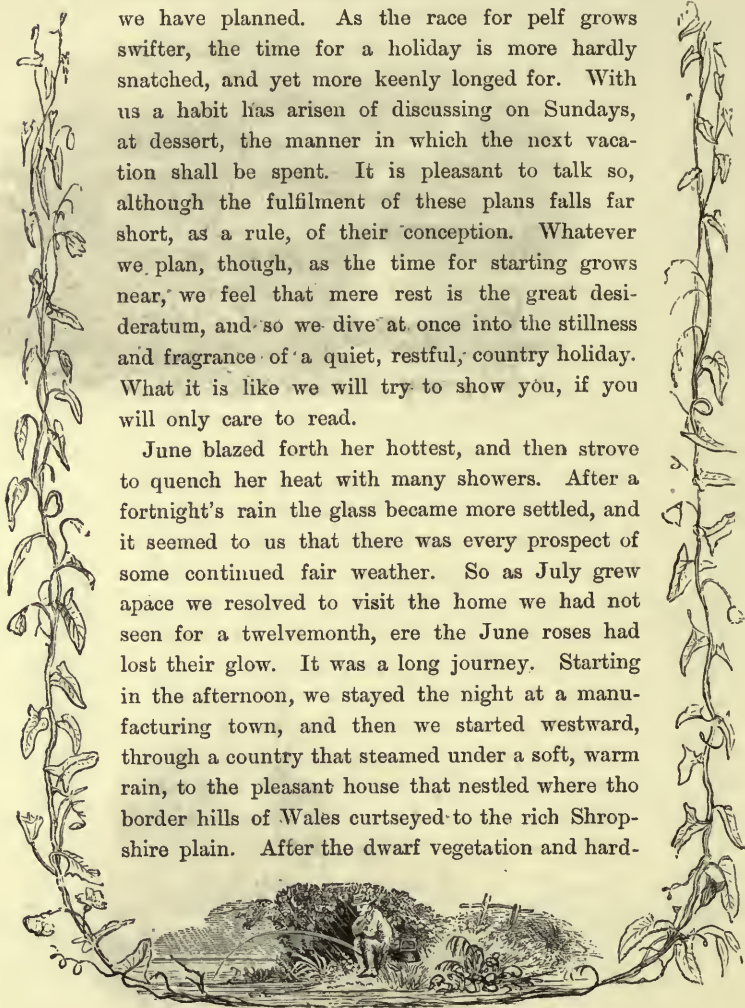 we have planned. As the race for pelf grows
swifter, the time for a holiday is more hardly
snatched, and yet more keenly longed for. With
us a habit has arisen of discussing on Sundays,
at dessert, the manner in which the next vaca-
tion shall be spent. It is pleasant to talk so,
although the fulfilment of these plans falls far
short, as a rule, of their conception. Whatever
we plan, though, as the time for starting grows
near, we feel that mere rest is the great desi-
deratum, and so we dive at once into the stillness
and fragrance of a quiet, restful, country holiday.
What it is like we will try to show you, if you
will only care to read.
June blazed forth her hottest, and then strove
to quench her heat with many showers. After a
fortnight's rain the glass became more settled, and
it seemed to us that there was every prospect of
some continued fair weather. So as July grew
apace we resolved to visit the home we had not
seen for a twelvemonth, ere the June roses had
lost their glow. It was a long journey. Starting
in the afternoon, we stayed the night at a manu-
facturing town, and then we started westward,
through a country that steamed under a soft, warm
rain, to the pleasant house that nestled where the
border hills of Wales curtseyed to the rich Shrop-
shire plain. After the dwarf vegetation and hard-